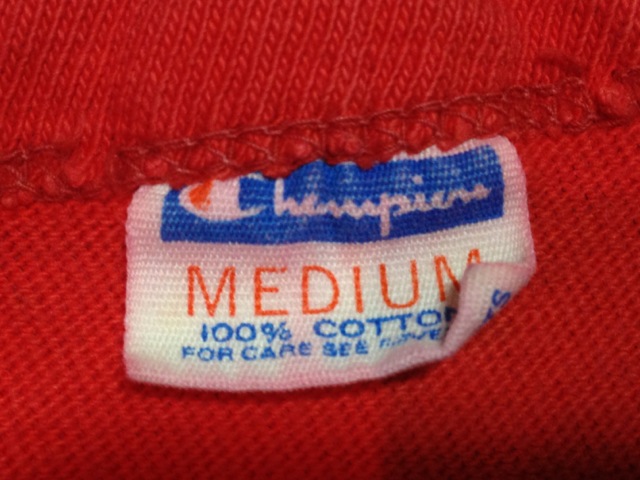 Champion
MEDIUM
100% COTTON
FOR CARE SEE